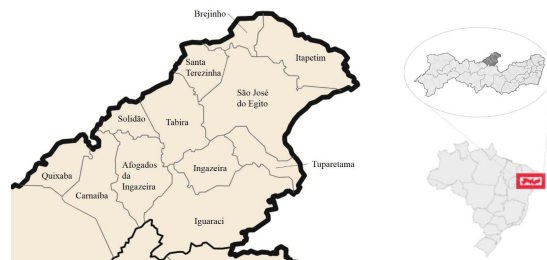 Brejinho
Itapetim
Santa
Terezinha
São José
do Egito
Solidão
Tabira
Tuparetama
Ingazeira
Afogados
da
Ingazeira
Quixaba
Carnaíba
Iguaraci